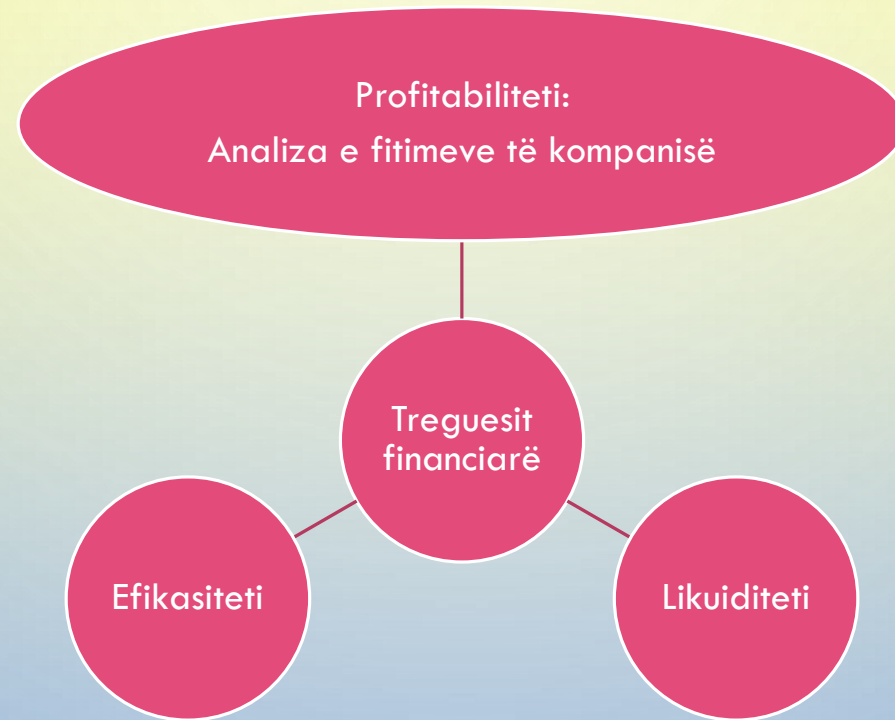 Profitabiliteti:
Analiza e fitimeve të kompanisë
Treguesit
financiarë
Efikasiteti
Likuiditeti